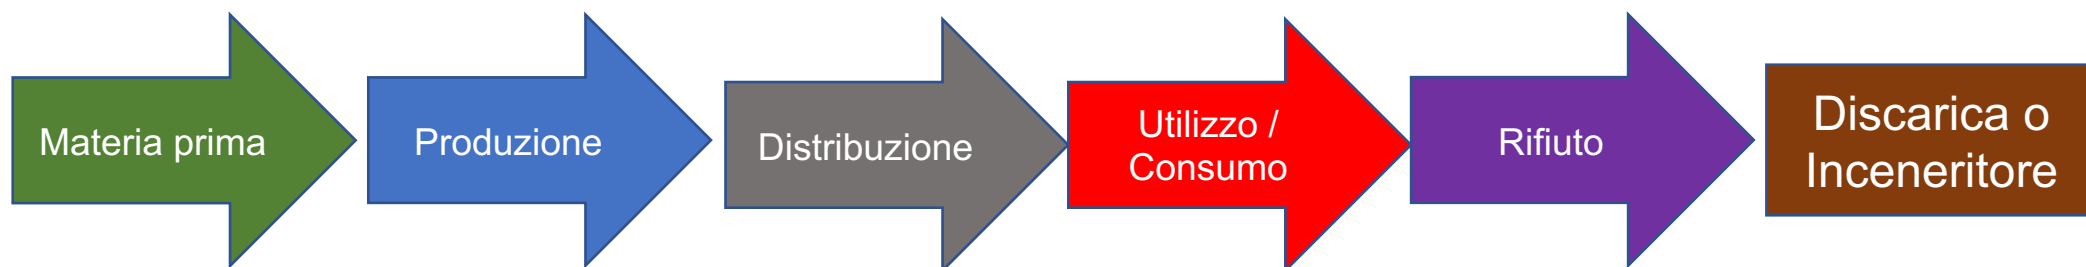 Materia prima
Produzione
Distribuzione
Utilizzo /
Consumo
Rifiuto
Discarica o
Inceneritore